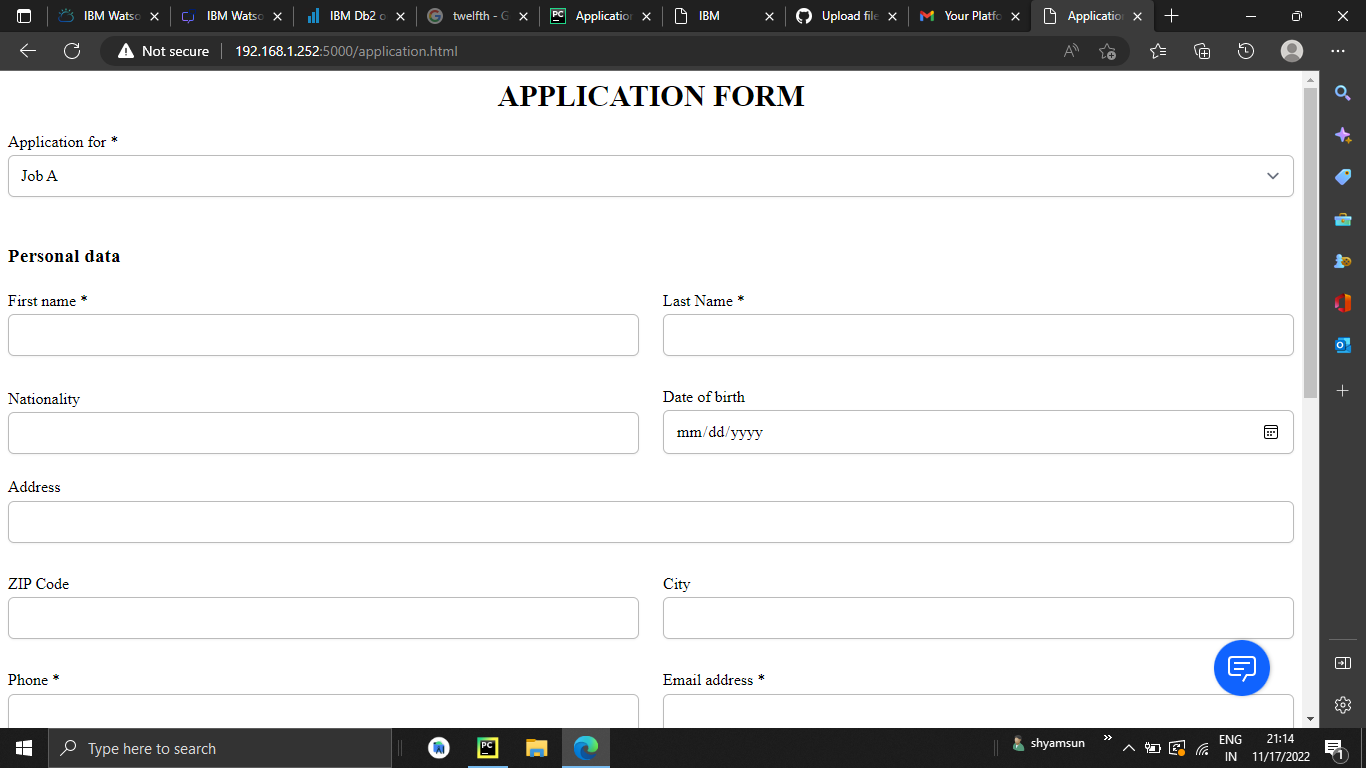 IBM Watso
IBM Watso
IBM Db2 o
twelfth - G
Application
IBM
Upload file
Your Platfo
Application
Not secure
192.168.1.252:5000/application.html
APPLICATION FORM
Application for *
Job A
Personal data
First name *
Last Name *
Nationality
Date of birth
mm/dd/yyyy
Address
ZIP Code
City
Phone *
Email address *
Type here to search
PC
shyamsun
ENG
IN
21:14
11/17/2022
1